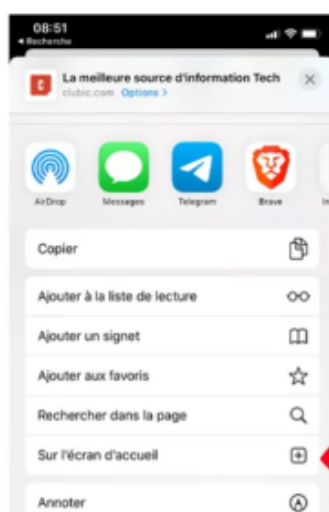 08:51
Recherche
La meilleure source d'information Tech
clubic.com Options >
AirDrop Messages Telegram Brave
Copier
Ajouter à la liste de lecture
Ajouter un signet
Ajouter aux favoris
Rechercher dans la page
Sur l'écran d'accueil
Annoter